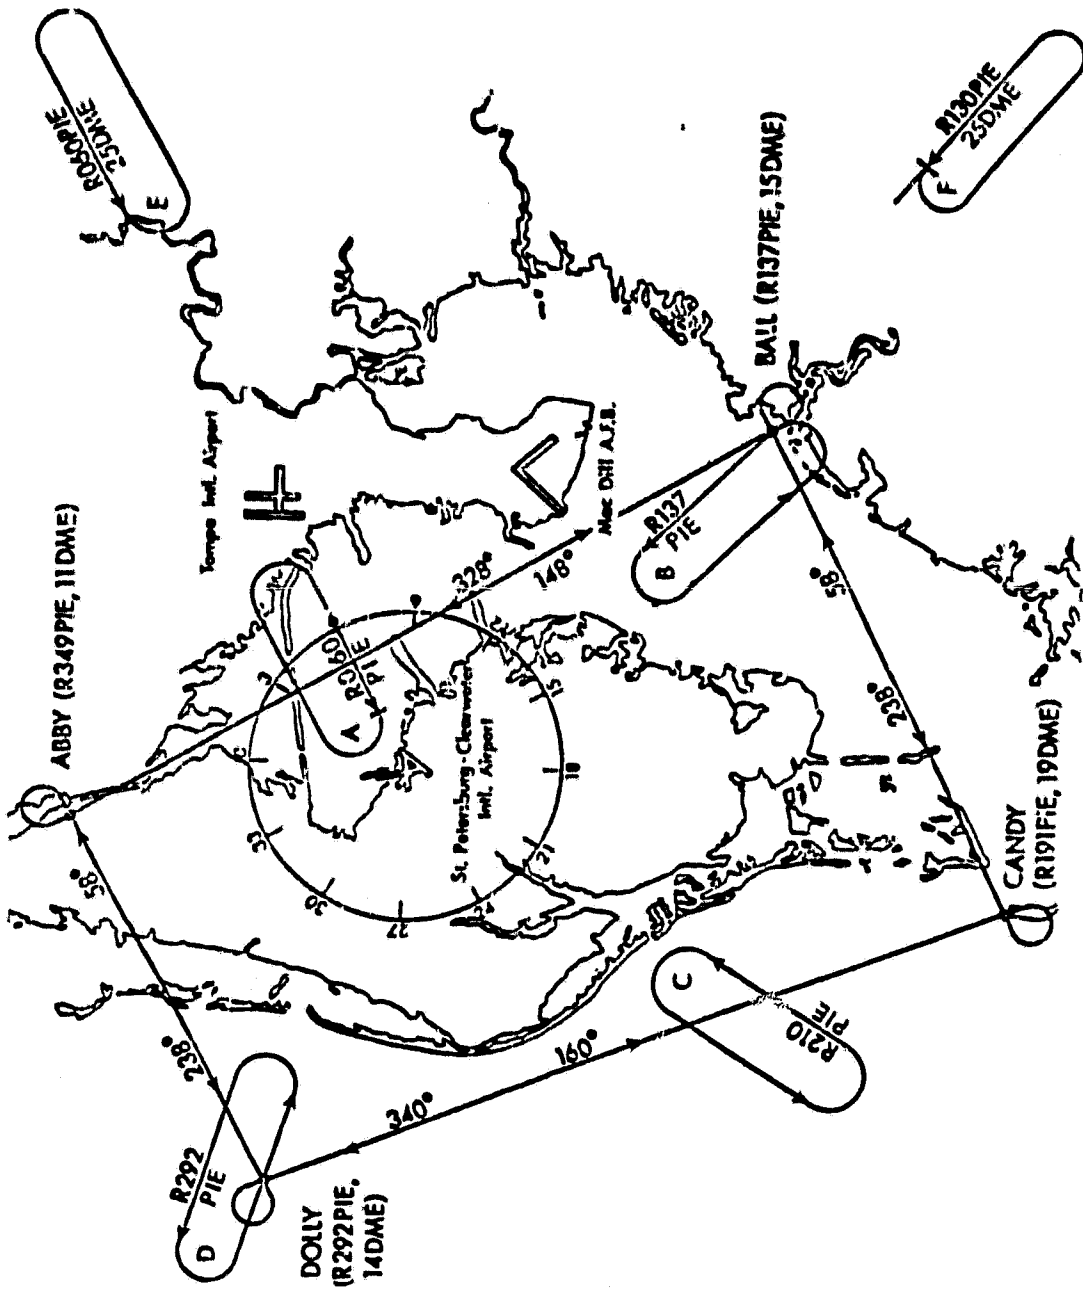 R060PIE
25DME
E
R130PIE
25DME
F
Tampa Intl. Airport
ABBY (R349PIE, 11DME)
BALL (R137PIE, 15DME)
Mac Dill A.F.B.
328°
148°
R060°
PIE
A
R137
PIE
B
58°
238°
3
15
18
21
24
27
30
33
St. Petersburg-Clearwater
Intl. Airport
CANDY
(R191PIE, 19DME)
58°
238°
C
R210
PIE
160°
340°
R292
PIE
D
DOLLY
(R292PIE,
14DME)